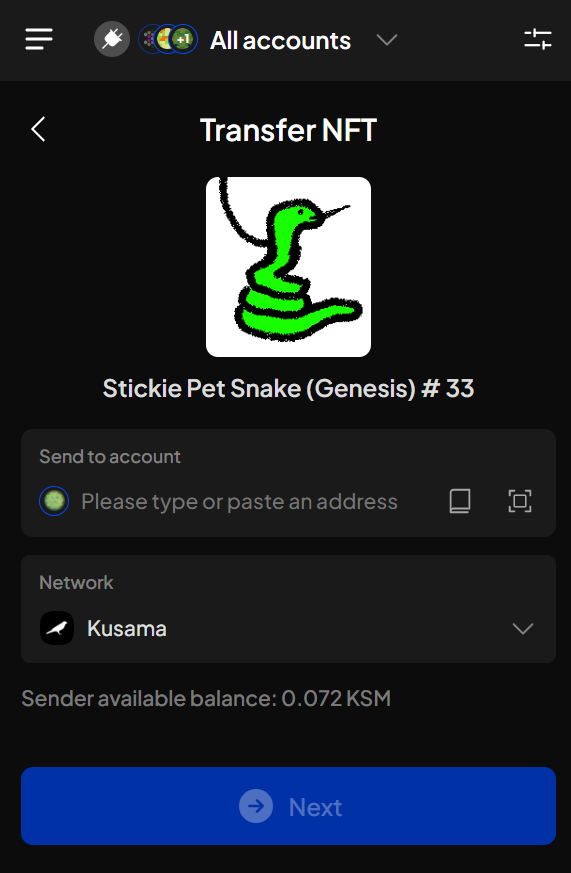 +1 All accounts
Transfer NFT
Stickie Pet Snake (Genesis) # 33
Send to account
Please type or paste an address
Network
Kusama
Sender available balance: 0.072 KSM
Next